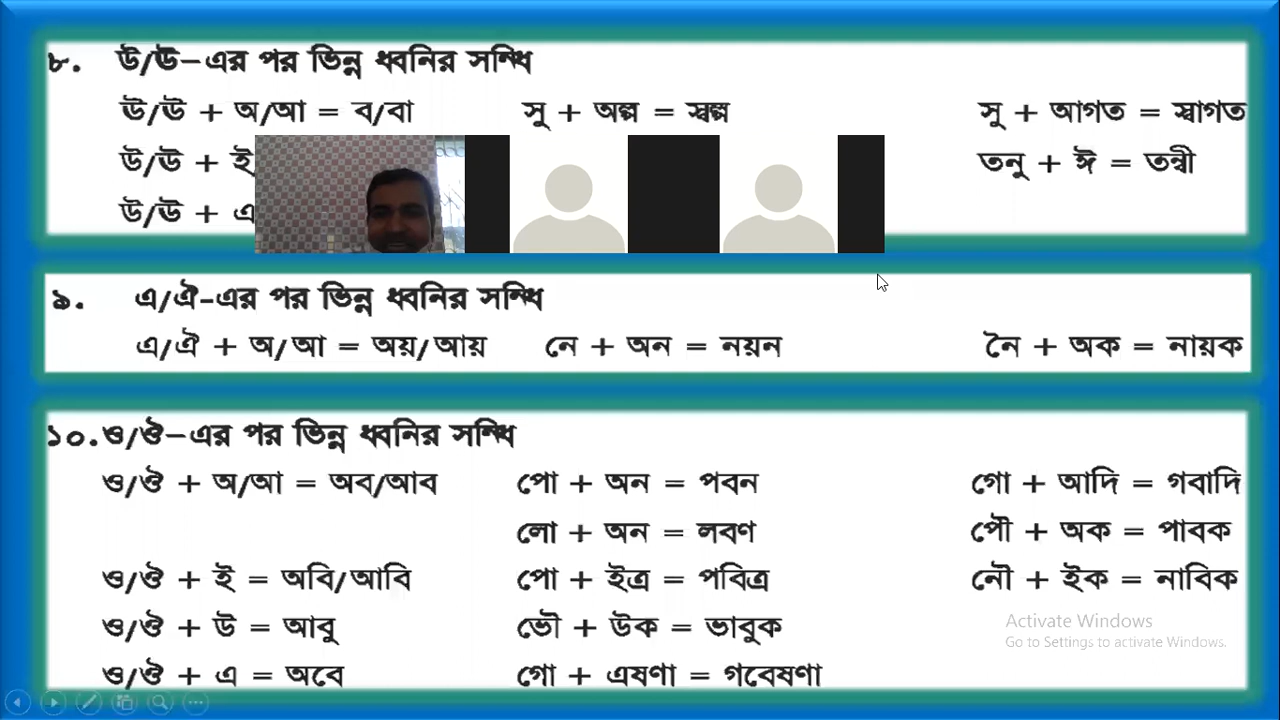 ৮. উ/ঊ-এর পর ভিন্ন ধ্বনির সন্ধি
উ/ঊ + অ/আ = ব/বা সু + অল্প = স্বল্প সু + আগত = স্বাগত
উ/ঊ + ই তনু + ঈ = তন্বী
উ/ঊ + এ
৯. এ/ঐ-এর পর ভিন্ন ধ্বনির সন্ধি
এ/ঐ + অ/আ = অয়/আয় নে + অন = নয়ন নৈ + অক = নায়ক
১০. ও/ঔ-এর পর ভিন্ন ধ্বনির সন্ধি
ও/ঔ + অ/আ = অব/আব পো + অন = পবন গো + আদি = গবাদি
লো + অন = লবণ পৌ + অক = পাবক
ও/ঔ + ই = অবি/আবি পো + ইত্র = পবিত্র নৌ + ইক = নাবিক
ও/ঔ + উ = আবু ভৌ + উক = ভাবুক
ও/ঔ + এ = অবে গো + এষণা = গবেষণা
Activate Windows
Go to Settings to activate Windows.